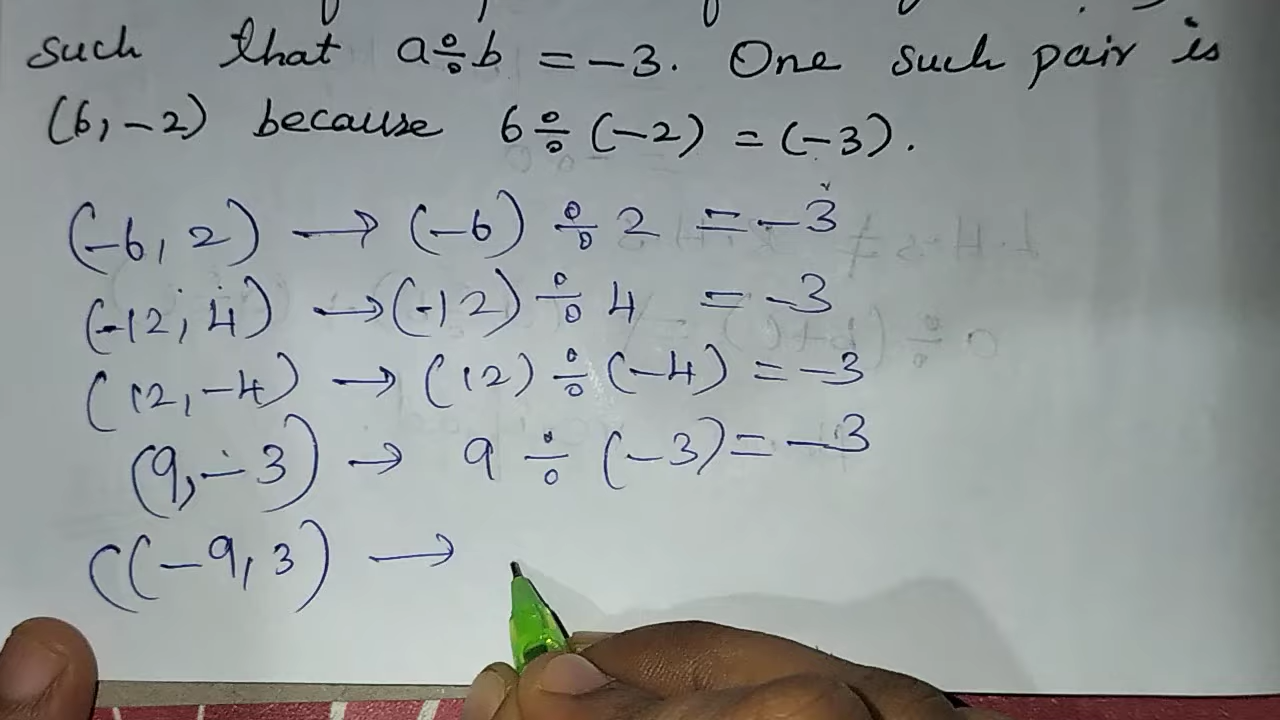 such that a÷b = -3. One such pair is
(6, -2) because 6 ÷ (-2) = (-3).
(-6, 2) → (-6) ÷ 2 = -3
(-12, 4) → (-12) ÷ 4 = -3
(12, -4) → (12) ÷ (-4) = -3
(9, -3) → 9 ÷ (-3) = -3
((-9, 3) →